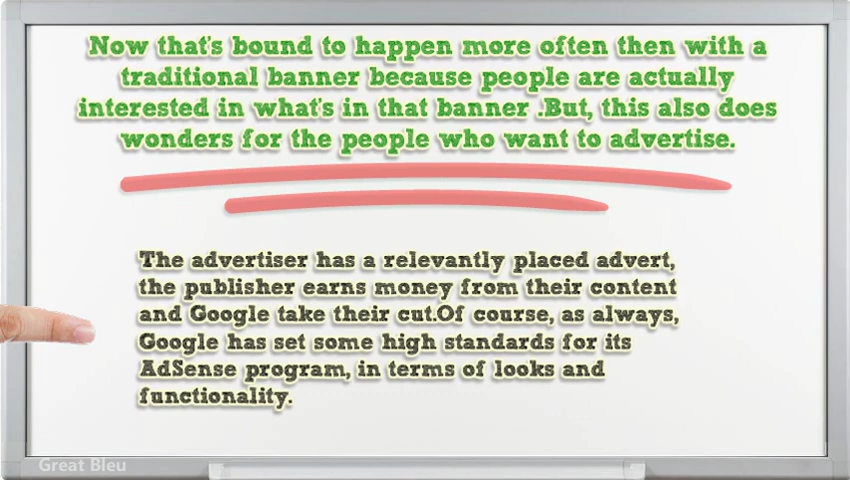 Now that's bound to happen more often then with a
traditional banner because people are actually
interested in what's in that banner .But, this also does
wonders for the people who want to advertise.
The advertiser has a relevantly placed advert,
the publisher earns money from their content
and Google take their cut.Of course, as always,
Google has set some high standards for its
AdSense program, in terms of looks and
functionality.
Great Bleu